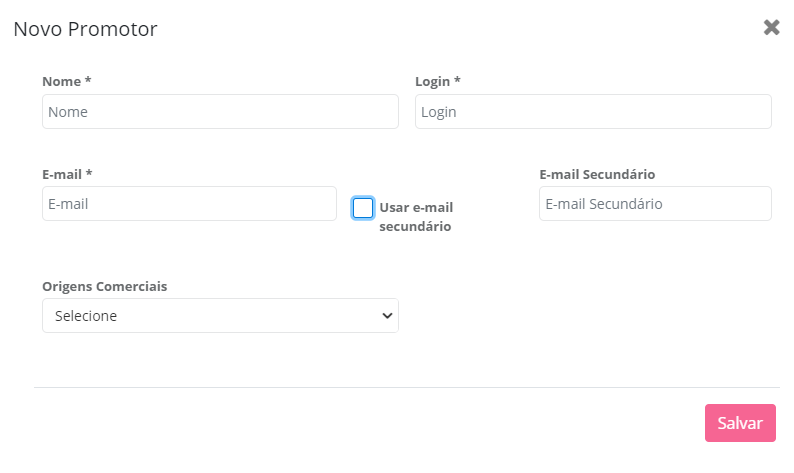 Novo Promotor
Nome *
Login *
Nome
Login
E-mail *
E-mail Secundário
E-mail
Usar e-mail
secundário
E-mail Secundário
Origens Comerciais
Selecione
Salvar